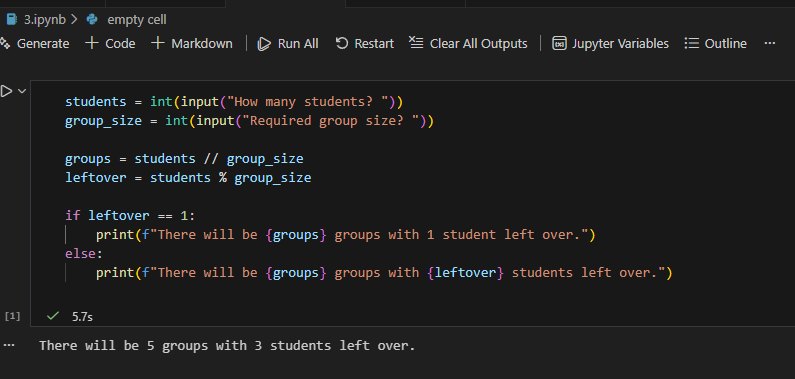 3.ipynb > empty cell
Generate + Code + Markdown | Run All Restart Clear All Outputs | Jupyter Variables Outline ...
students = int(input("How many students? "))
group_size = int(input("Required group size? "))
groups = students // group_size
leftover = students % group_size
if leftover == 1:
    print(f"There will be {groups} groups with 1 student left over.")
else:
    print(f"There will be {groups} groups with {leftover} students left over.")
[1] 5.7s
... There will be 5 groups with 3 students left over.